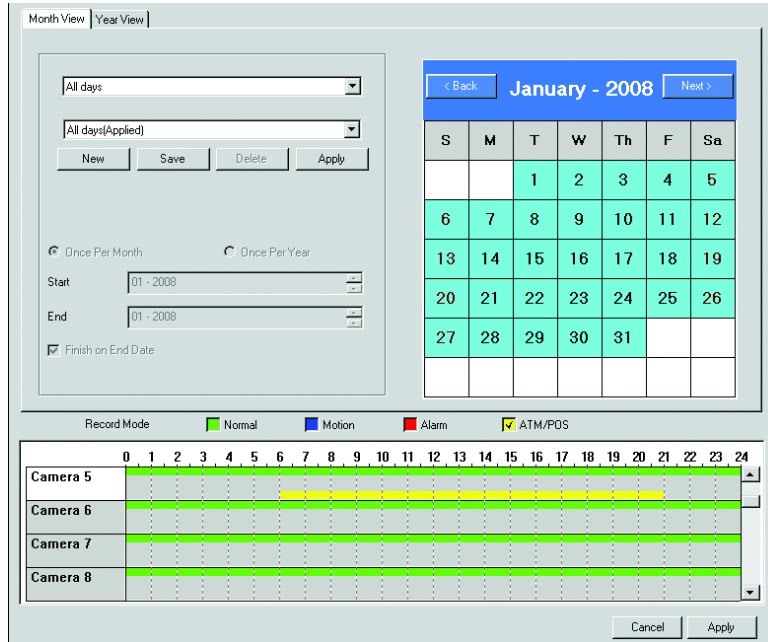 Month View Year View
All days
All days(Applied)
New Save Delete Apply
Once Per Month Once Per Year
Start 01 - 2008
End 01 - 2008
Finish on End Date
< Back January - 2008 Next >
S M T W Th F Sa
1 2 3 4 5
6 7 8 9 10 11 12
13 14 15 16 17 18 19
20 21 22 23 24 25 26
27 28 29 30 31
Record Mode Normal Motion Alarm ATM/POS
0 1 2 3 4 5 6 7 8 9 10 11 12 13 14 15 16 17 18 19 20 21 22 23 24
Camera 5
Camera 6
Camera 7
Camera 8
Cancel Apply